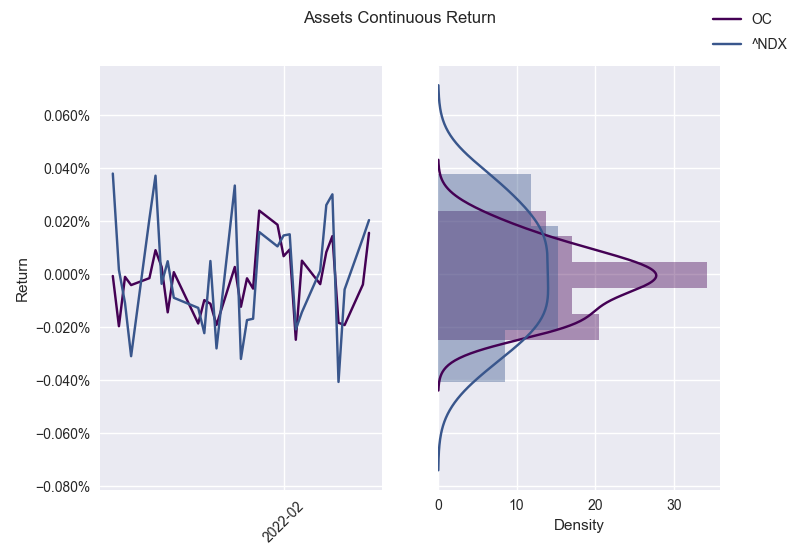 Assets Continuous Return
OC
^NDX
0.060%
0.040%
0.020%
0.000%
−0.020%
−0.040%
−0.060%
−0.080%
Return
2022-02
0
10
20
30
Density